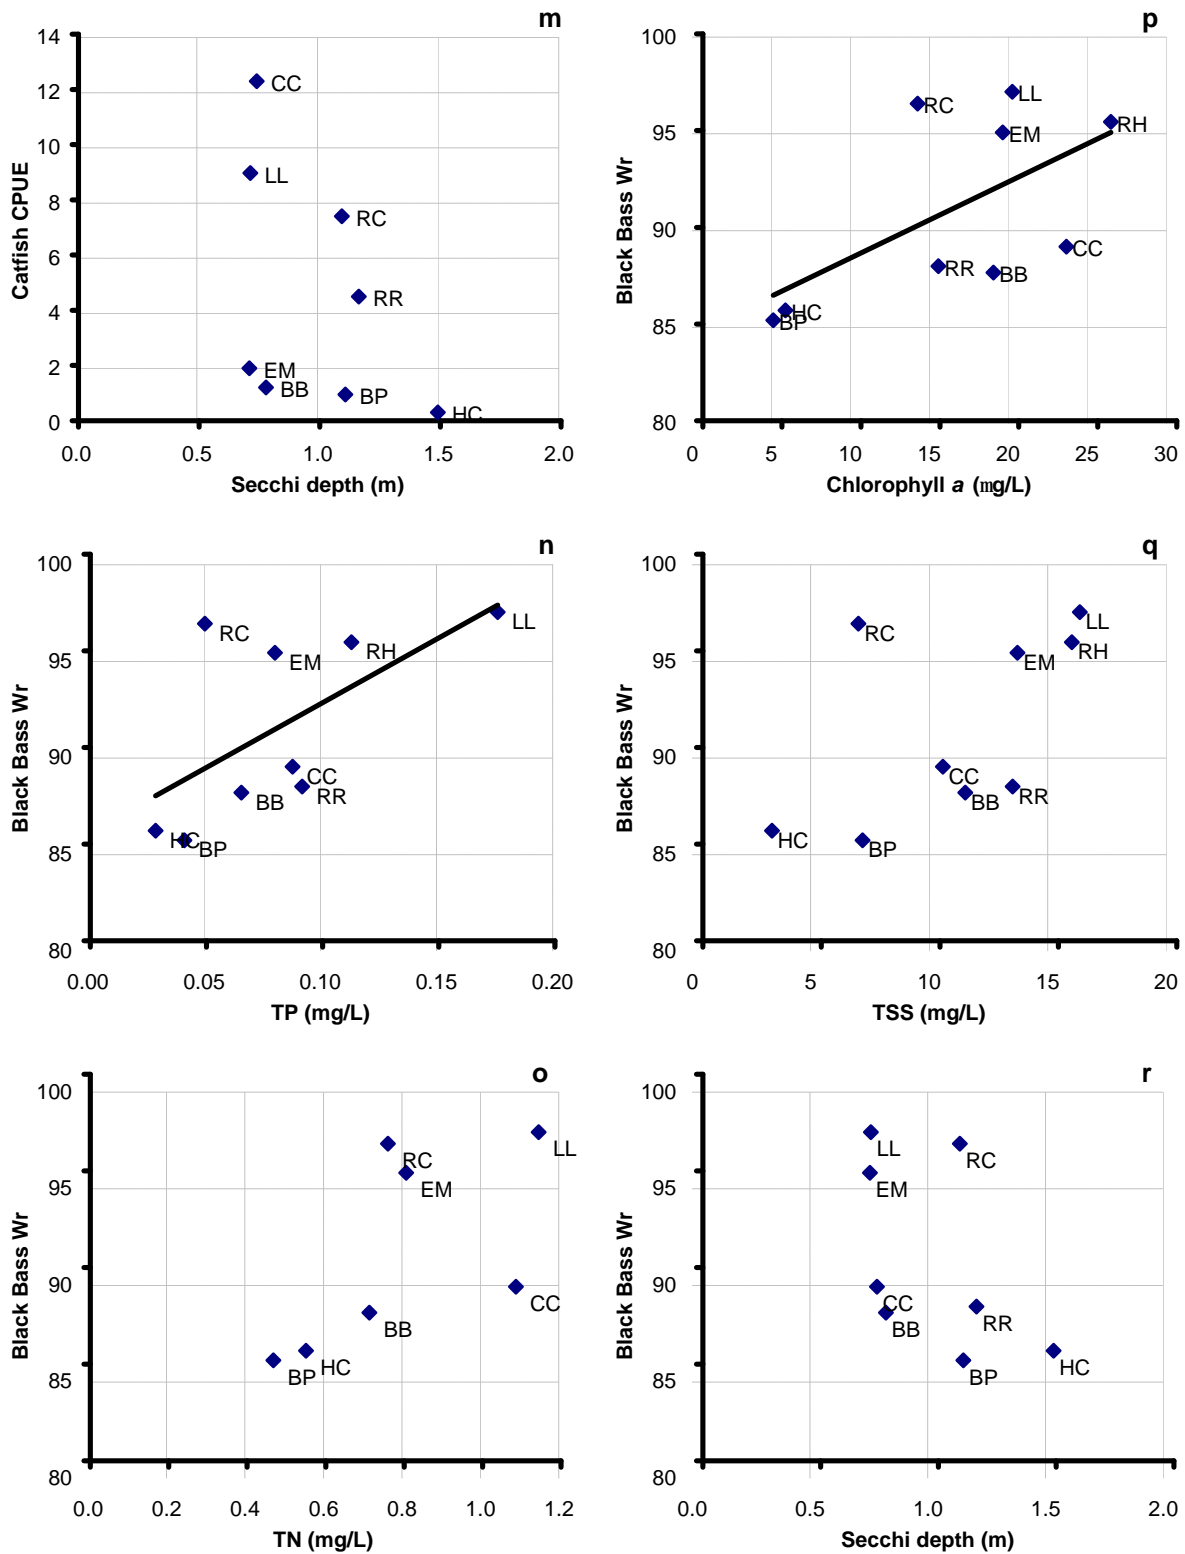 m
14
12
10
8
6
4
2
0
Catfish CPUE
CC
LL
RC
RR
EM
BB
BP
HC
0.0 0.5 1.0 1.5 2.0
Secchi depth (m)
p
100
95
90
85
80
Black Bass Wr
RC
LL
EM
RH
CC
RR
BB
HC
BP
0 5 10 15 20 25 30
Chlorophyll a (mg/L)
n
100
95
90
85
80
Black Bass Wr
RC
LL
RH
EM
CC
RR
BB
HC
BP
0.00 0.05 0.10 0.15 0.20
TP (mg/L)
q
100
95
90
85
80
Black Bass Wr
LL
RC
RH
EM
CC
RR
BB
HC
BP
0 5 10 15 20
TSS (mg/L)
o
100
95
90
85
80
Black Bass Wr
LL
RC
EM
CC
BB
HC
BP
0.0 0.2 0.4 0.6 0.8 1.0 1.2
TN (mg/L)
r
100
95
90
85
80
Black Bass Wr
LL
RC
EM
CC
BB
RR
HC
BP
0.0 0.5 1.0 1.5 2.0
Secchi depth (m)